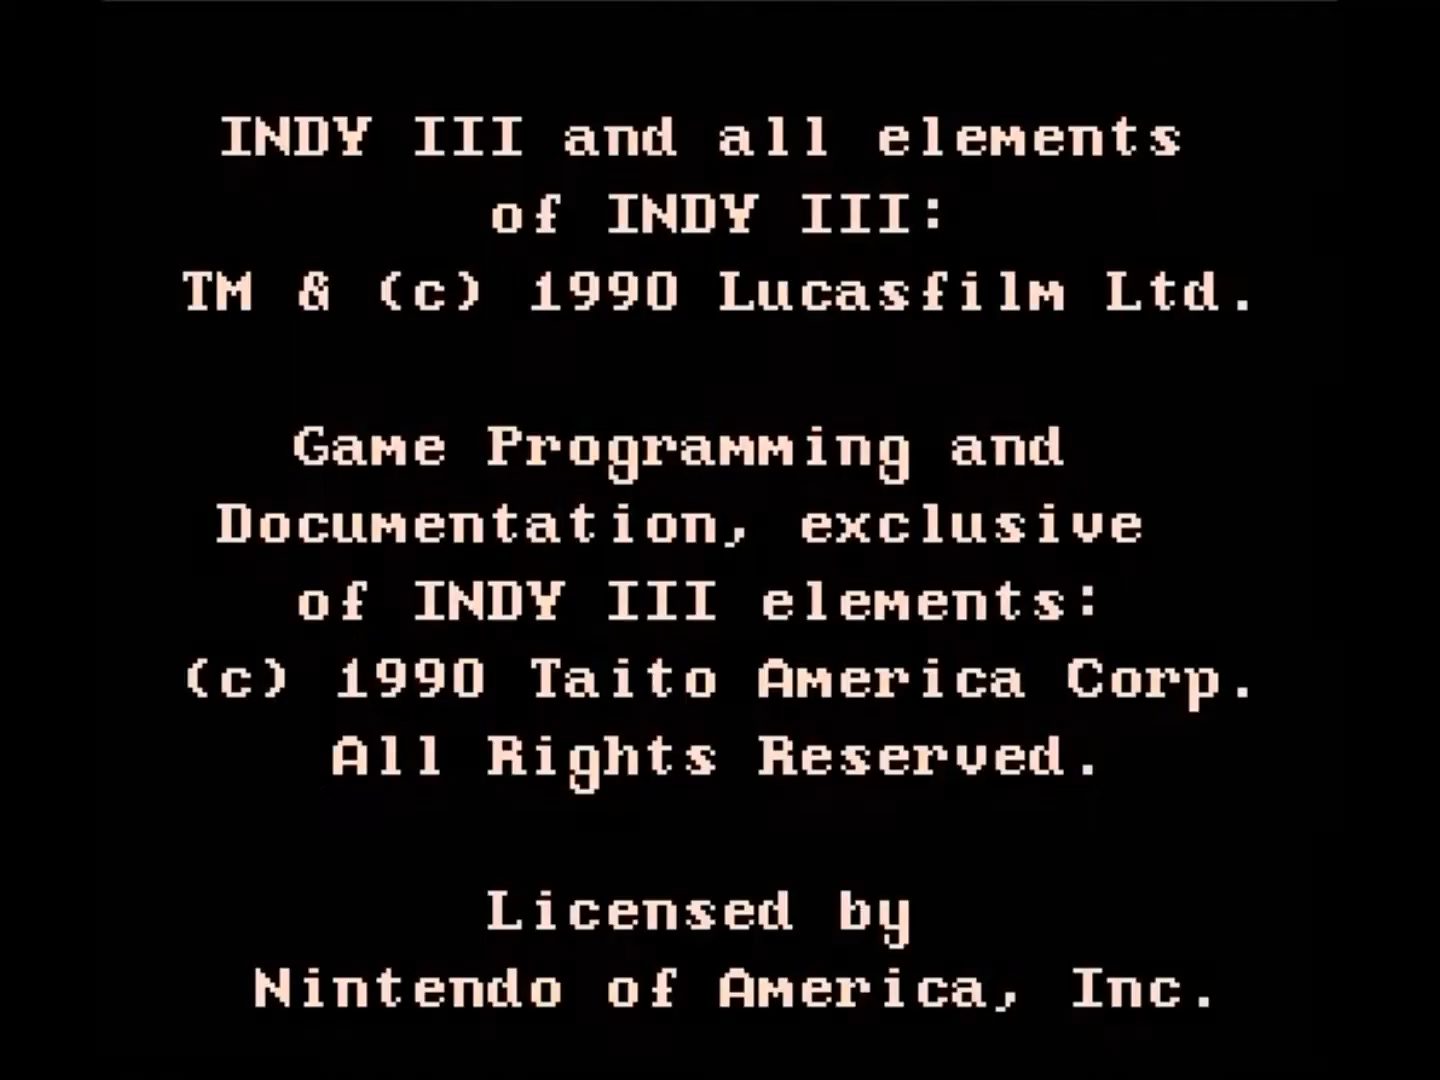 INDY III and all elements
of INDY III:
TM & (c) 1990 Lucasfilm Ltd.
Game Programming and
Documentation, exclusive
of INDY III elements:
(c) 1990 Taito America Corp.
All Rights Reserved.
Licensed by
Nintendo of America, Inc.